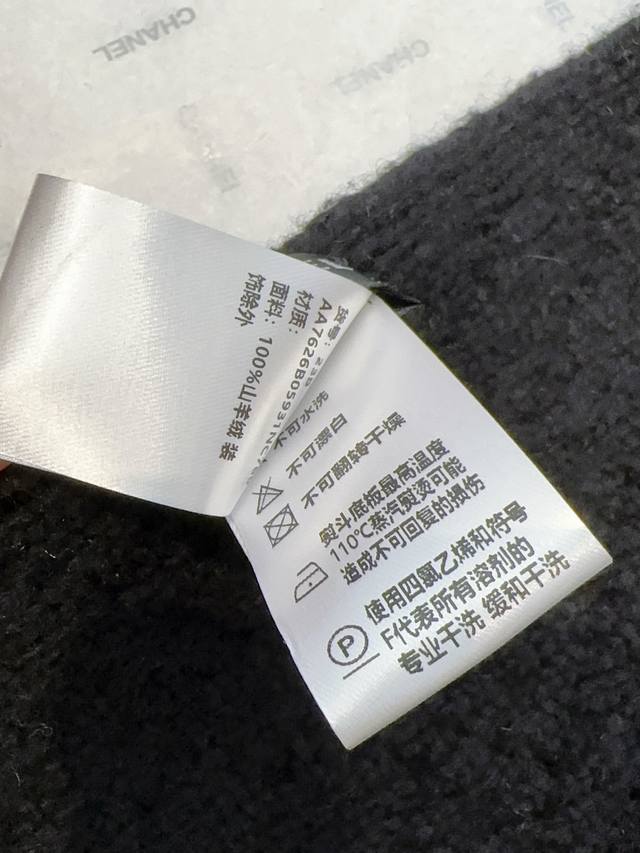 CHANEL
CHANEL
货号：
AA7626B05931NC
材质：
面料： 100%山羊绒 装
饰除外
不可水洗
不可漂白
不可翻转干燥
熨斗底板最高温度
110°C蒸汽熨烫可能
造成不可回复的损伤
P
使用四氯乙烯和符号
F代表所有溶剂的
专业干洗 缓和干洗